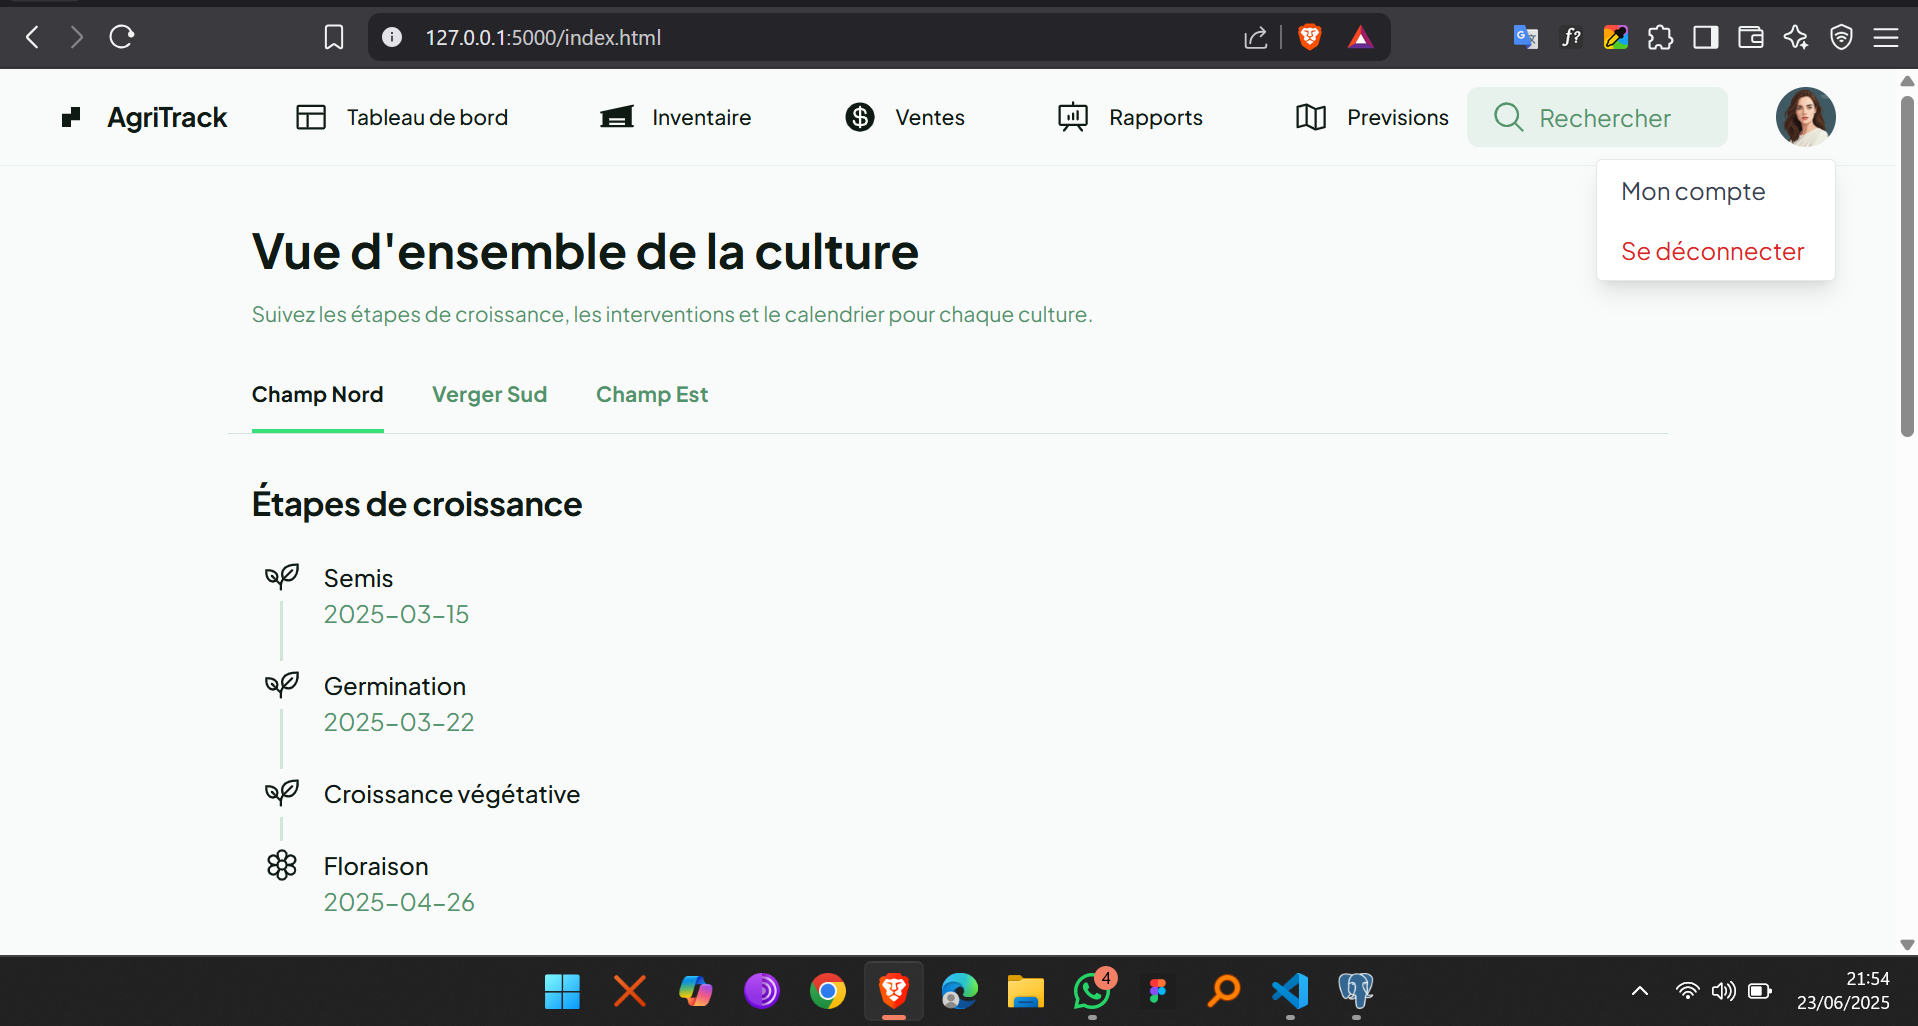 127.0.0.1:5000/index.html
AgriTrack
Tableau de bord
Inventaire
Ventes
Rapports
Previsions
Rechercher
Mon compte
Se déconnecter
Vue d'ensemble de la culture
Suivez les étapes de croissance, les interventions et le calendrier pour chaque culture.
Champ Nord
Verger Sud
Champ Est
Étapes de croissance
Semis
2025-03-15
Germination
2025-03-22
Croissance végétative
Floraison
2025-04-26
4
21:54
23/06/2025